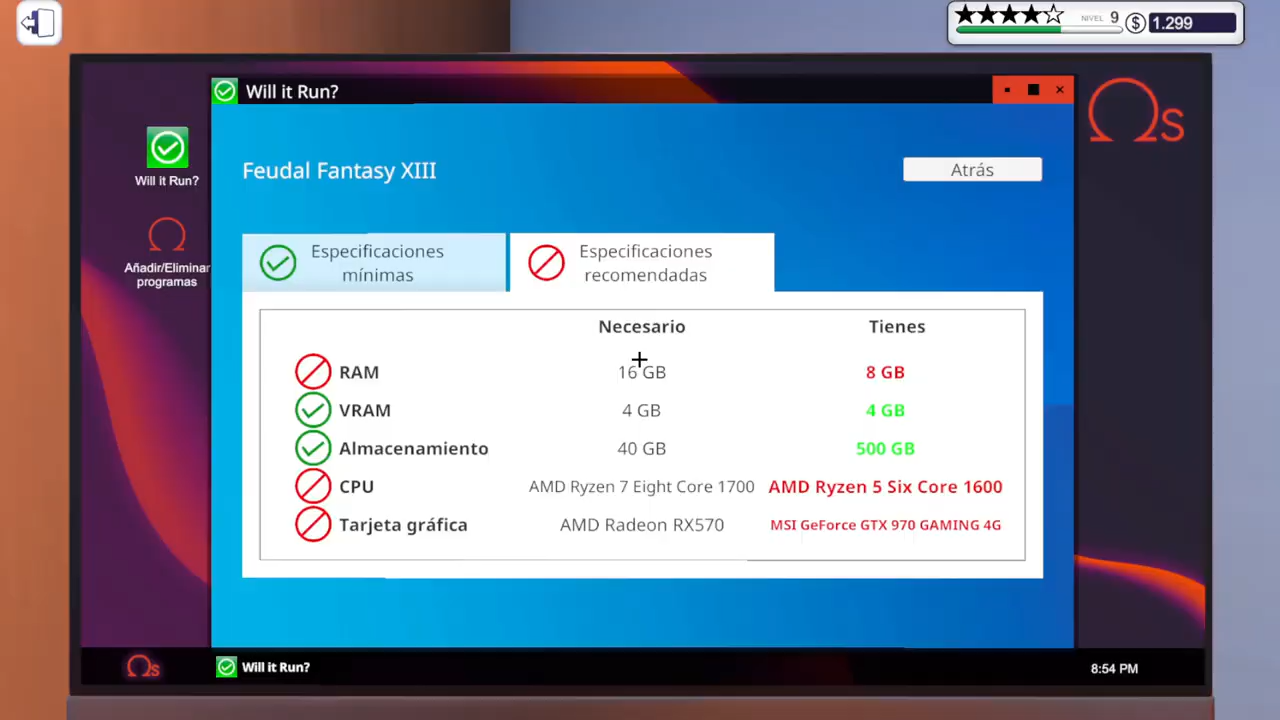 NIVEL 9 $ 1.299
Will it Run?
Ωs
Feudal Fantasy XIII
Atrás
Will it Run?
Añadir/Eliminar
programas
Especificaciones
mínimas
Especificaciones
recomendadas
Necesario Tienes
RAM 16 GB 8 GB
VRAM 4 GB 4 GB
Almacenamiento 40 GB 500 GB
CPU AMD Ryzen 7 Eight Core 1700 AMD Ryzen 5 Six Core 1600
Tarjeta gráfica AMD Radeon RX570 MSI GeForce GTX 970 GAMING 4G
Ωs Will it Run? 8:54 PM